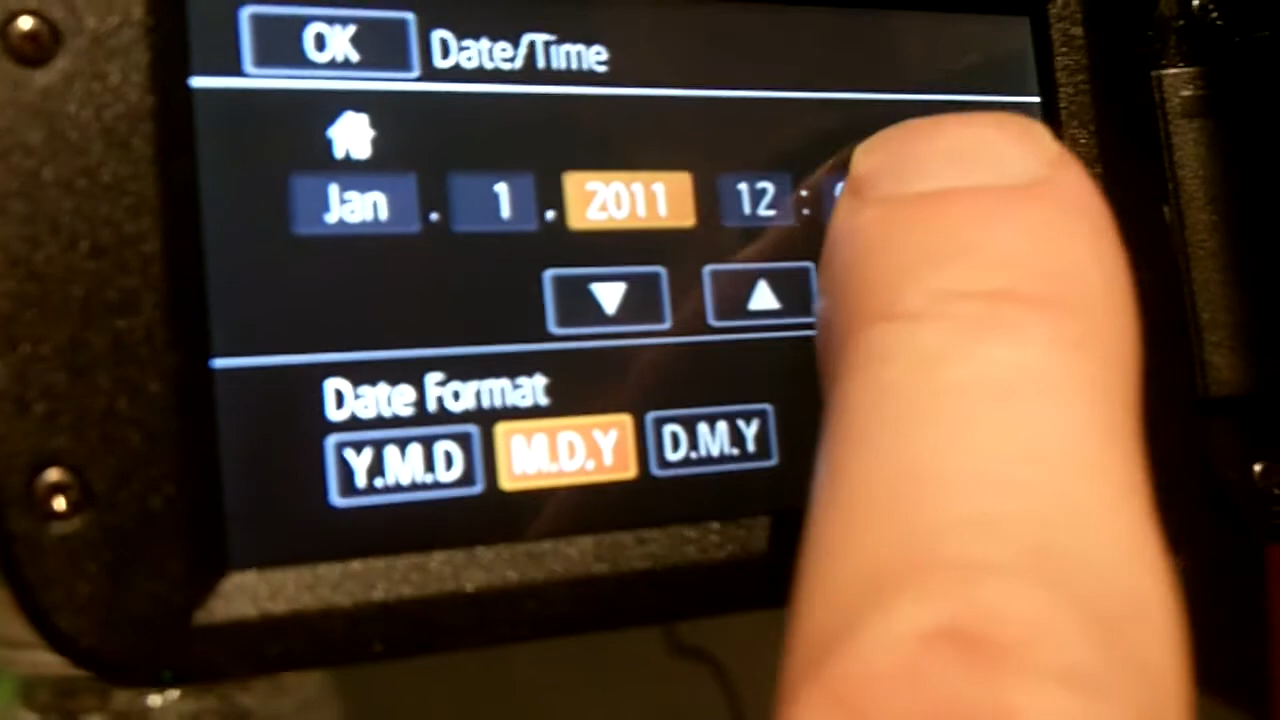 OK Date/Time
Jan . 1 . 2011 12 :
Date Format
Y.M.D M.D.Y D.M.Y